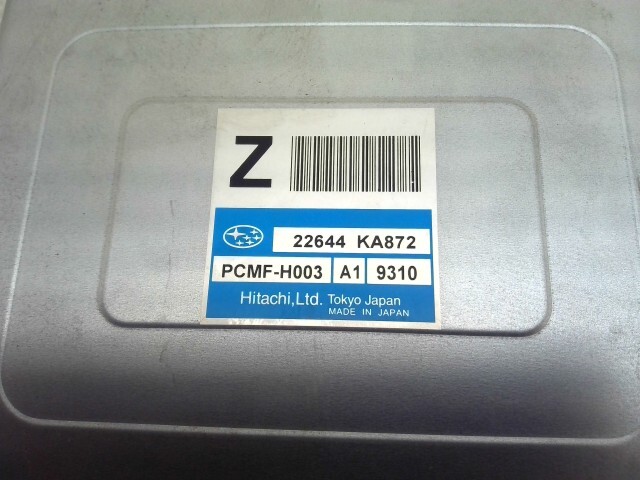 Z
22644 KA872
PCMF-H003 A1 9310
Hitachi,Ltd. Tokyo Japan
MADE IN JAPAN